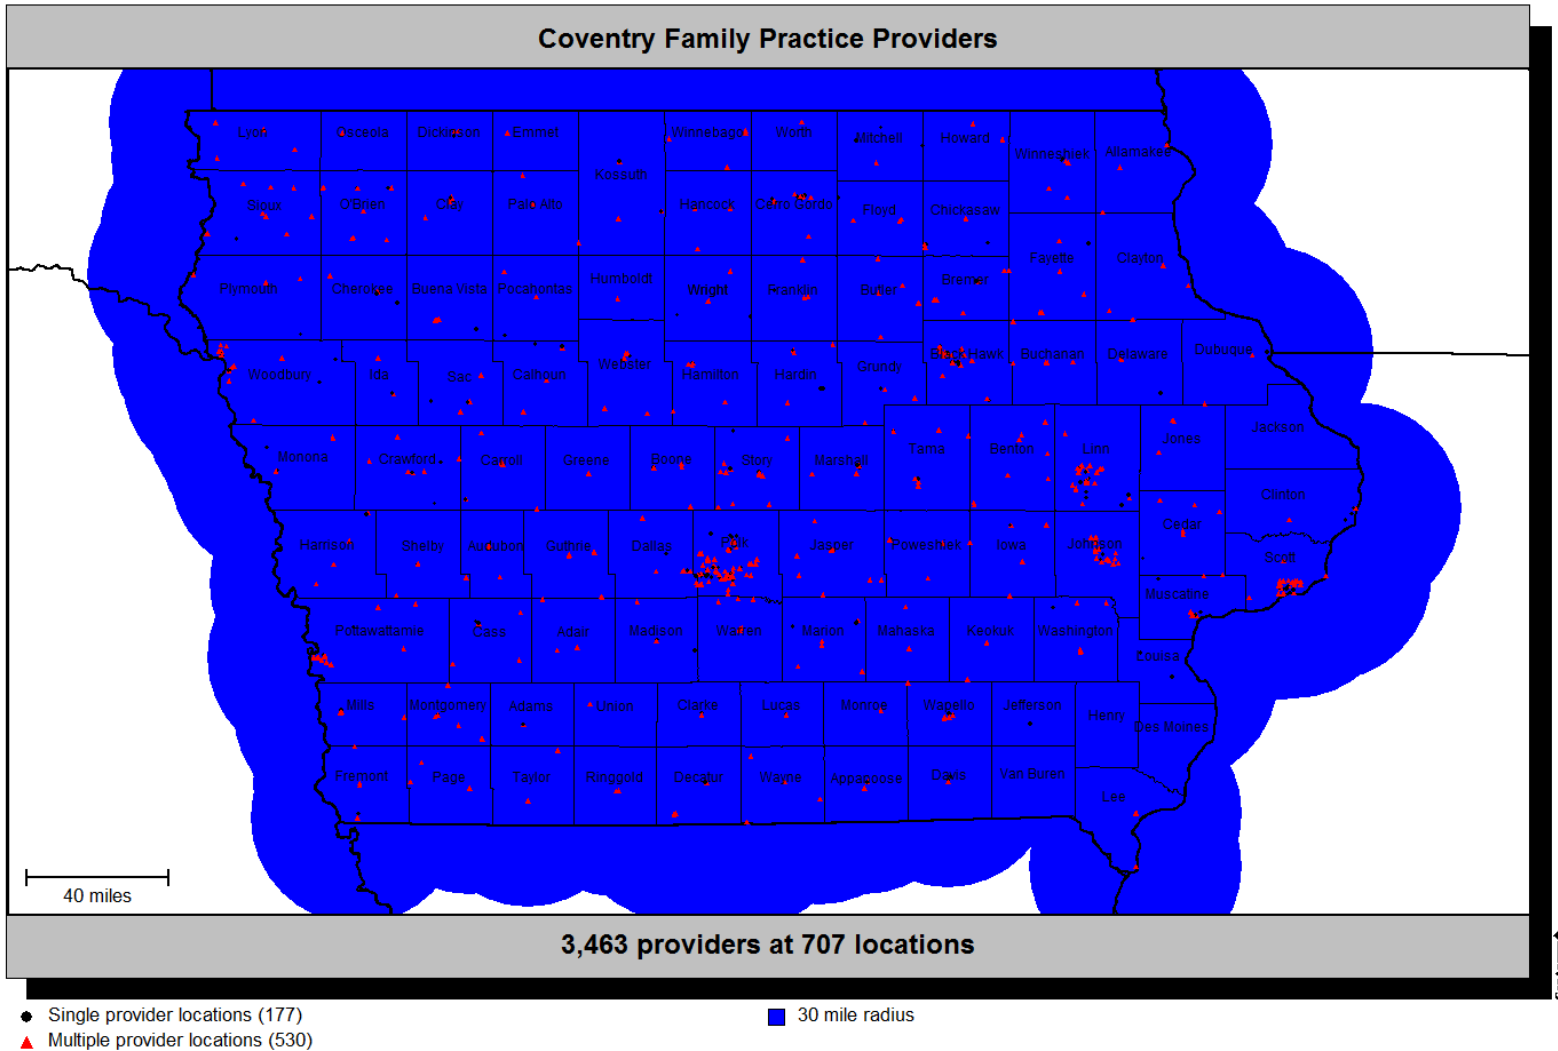 Coventry Family Practice Providers
Lyon Osceola Dickinson Emmet Winnebago Worth Mitchell Howard Winneshiek Allamakee
Kossuth
Sioux O'Brien Clay Palo Alto Hancock Cerro Gordo Floyd Chickasaw
Fayette Clayton
Plymouth Cherokee Buena Vista Pocahontas Humboldt Wright Franklin Butler Bremer
Woodbury Ida Sac Calhoun Webster Hamilton Hardin Grundy Black Hawk Buchanan Delaware Dubuque
Monona Crawford Carroll Greene Boone Story Marshall Tama Benton Linn Jones Jackson
Clinton
Harrison Shelby Audubon Guthrie Dallas Polk Jasper Poweshiek Iowa Johnson Cedar Scott
Muscatine
Pottawattamie Cass Adair Madison Warren Marion Mahaska Keokuk Washington Louisa
Mills Montgomery Adams Union Clarke Lucas Monroe Wapello Jefferson Henry Des Moines
Fremont Page Taylor Ringgold Decatur Wayne Appanoose Davis Van Buren Lee
40 miles
3,463 providers at 707 locations
Single provider locations (177)
Multiple provider locations (530)
30 mile radius